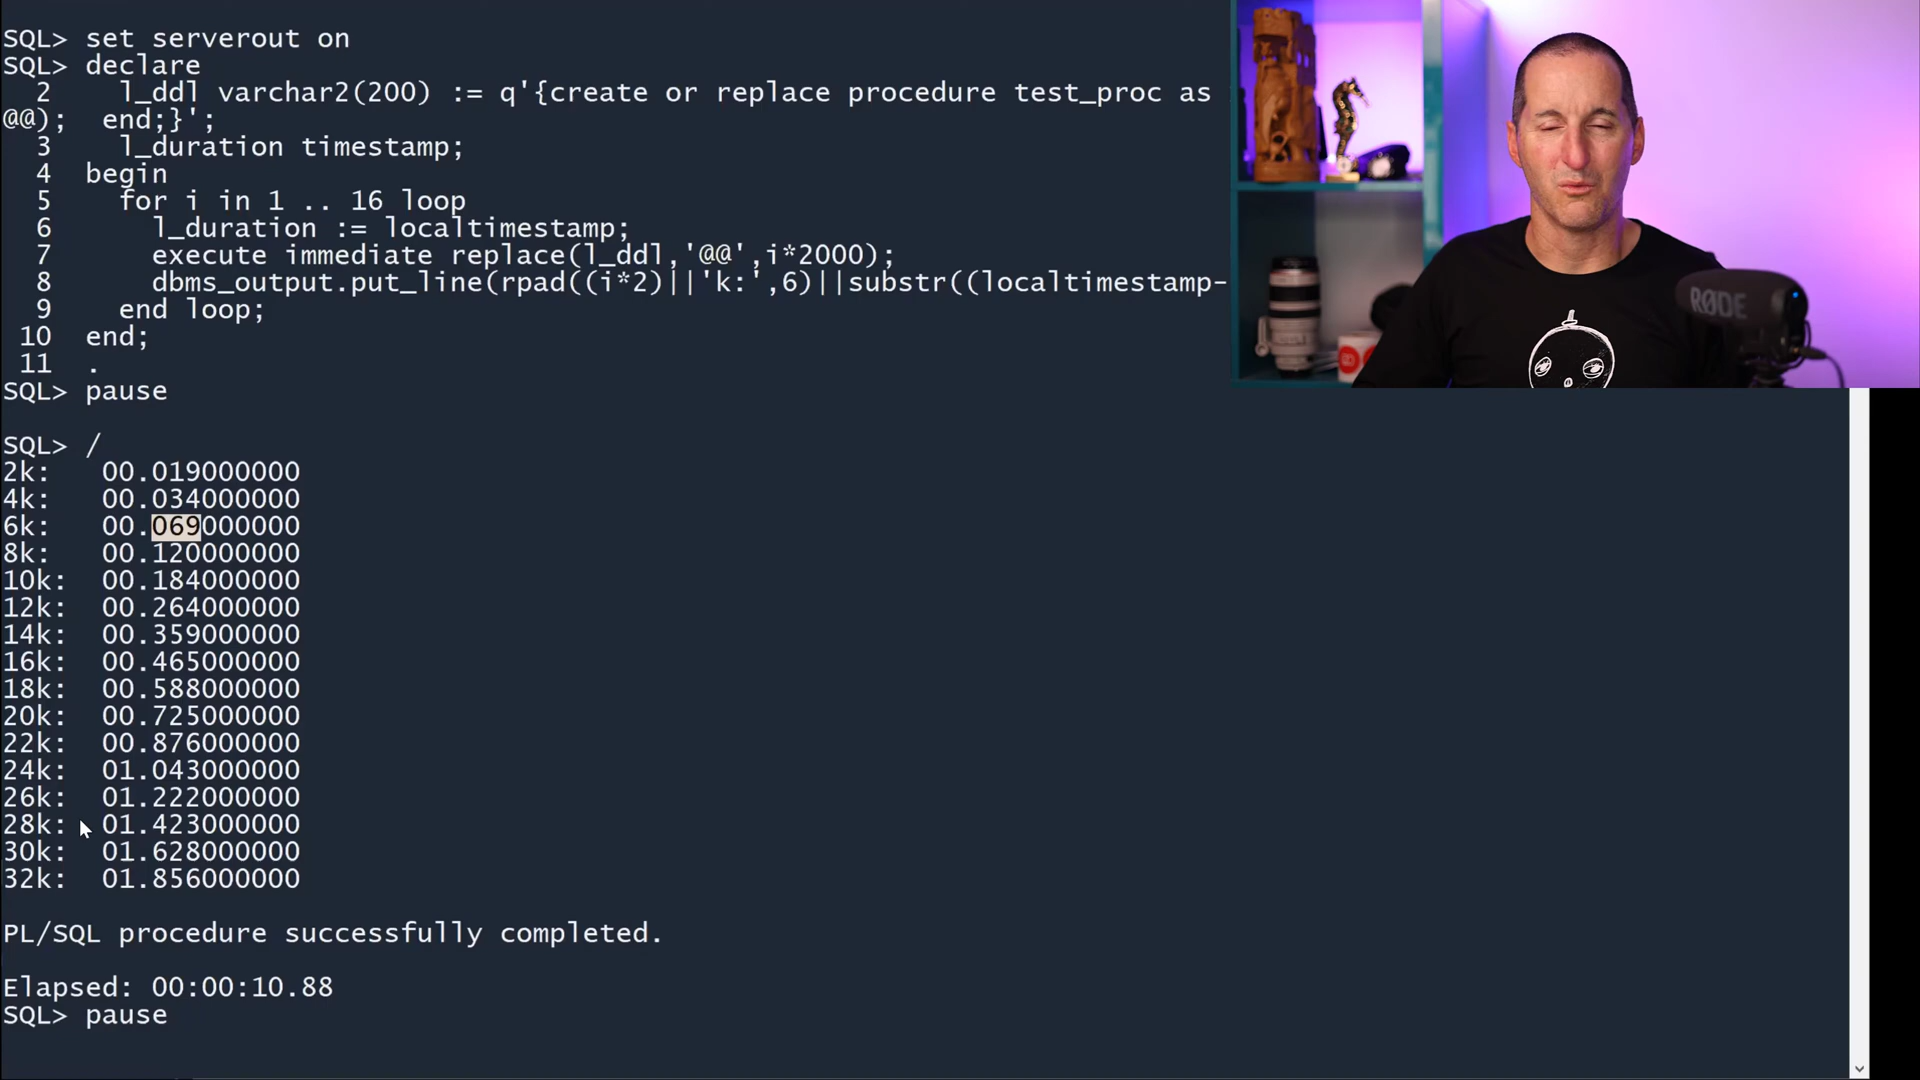 SQL> set serverout on
SQL> declare
  2    l_ddl varchar2(200) := q'{create or replace procedure test_proc as
@@);  end;}';
  3    l_duration timestamp;
  4  begin
  5    for i in 1 .. 16 loop
  6      l_duration := localtimestamp;
  7      execute immediate replace(l_ddl,'@@',i*2000);
  8      dbms_output.put_line(rpad((i*2)||'k:',6)||substr((localtimestamp-
  9    end loop;
 10  end;
 11  .
SQL> pause
SQL> /
2k:   00.019000000
4k:   00.034000000
6k:   00.069000000
8k:   00.120000000
10k:  00.184000000
12k:  00.264000000
14k:  00.359000000
16k:  00.465000000
18k:  00.588000000
20k:  00.725000000
22k:  00.876000000
24k:  01.043000000
26k:  01.222000000
28k:  01.423000000
30k:  01.628000000
32k:  01.856000000
PL/SQL procedure successfully completed.
Elapsed: 00:00:10.88
SQL> pause
RØDE